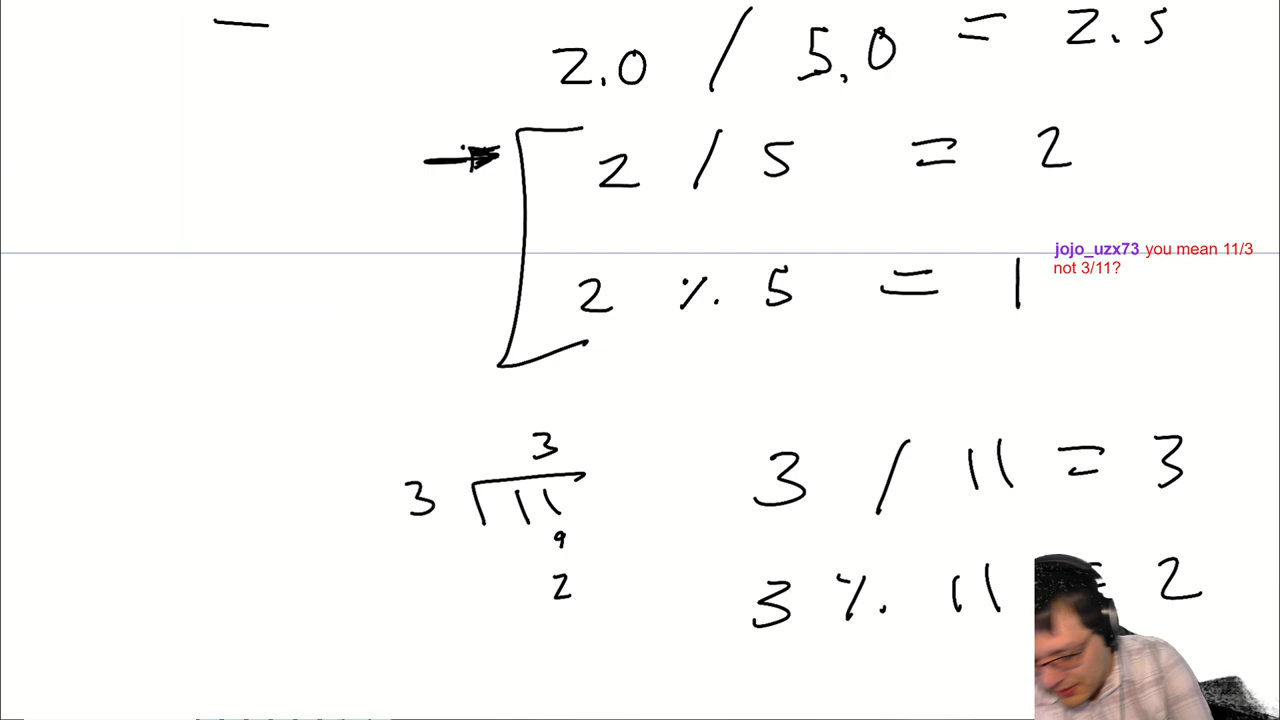 2.0 / 5.0 = 2.5
2 / 5 = 2
jojo_uzx73 you mean 11/3
not 3/11?
2 % 5 = 1
3
3 11
9
2
3 / 11 = 3
3 % 11 = 2